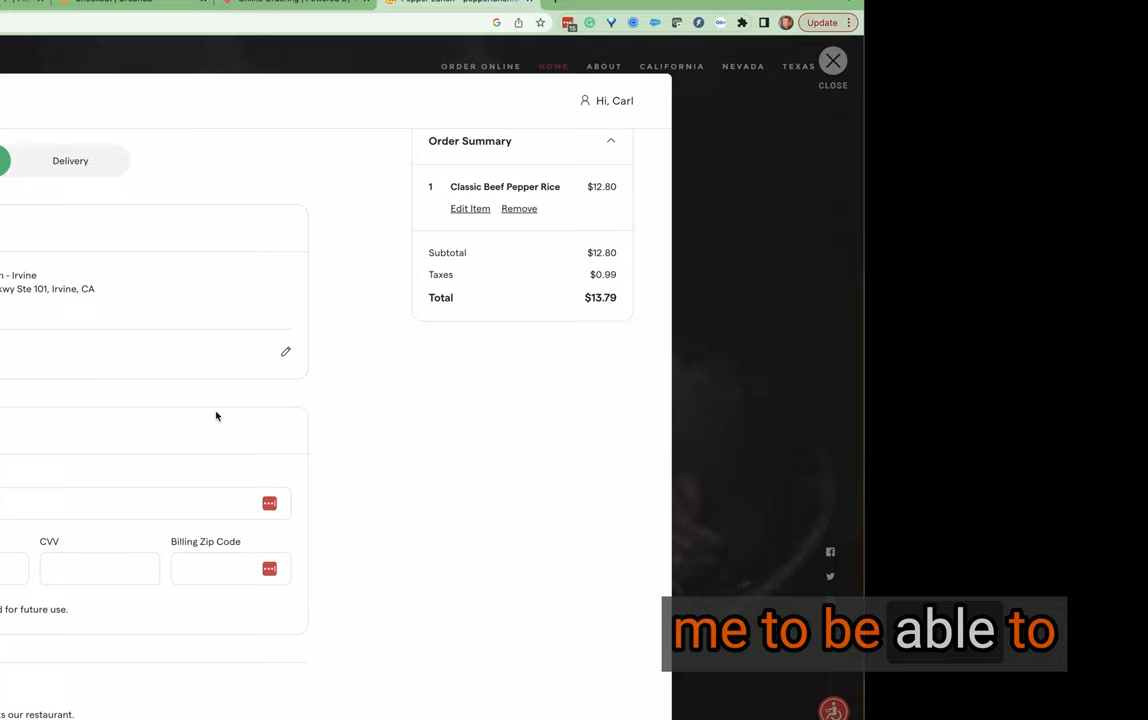 Update
ORDER ONLINE HOME ABOUT CALIFORNIA NEVADA TEXAS
CLOSE
Hi, Carl
Delivery
Order Summary
1 Classic Beef Pepper Rice $12.80
Edit Item Remove
Subtotal $12.80
Taxes $0.99
Total $13.79
n - Irvine
kwy Ste 101, Irvine, CA
CVV Billing Zip Code
d for future use.
me to be able to
ts our restaurant.